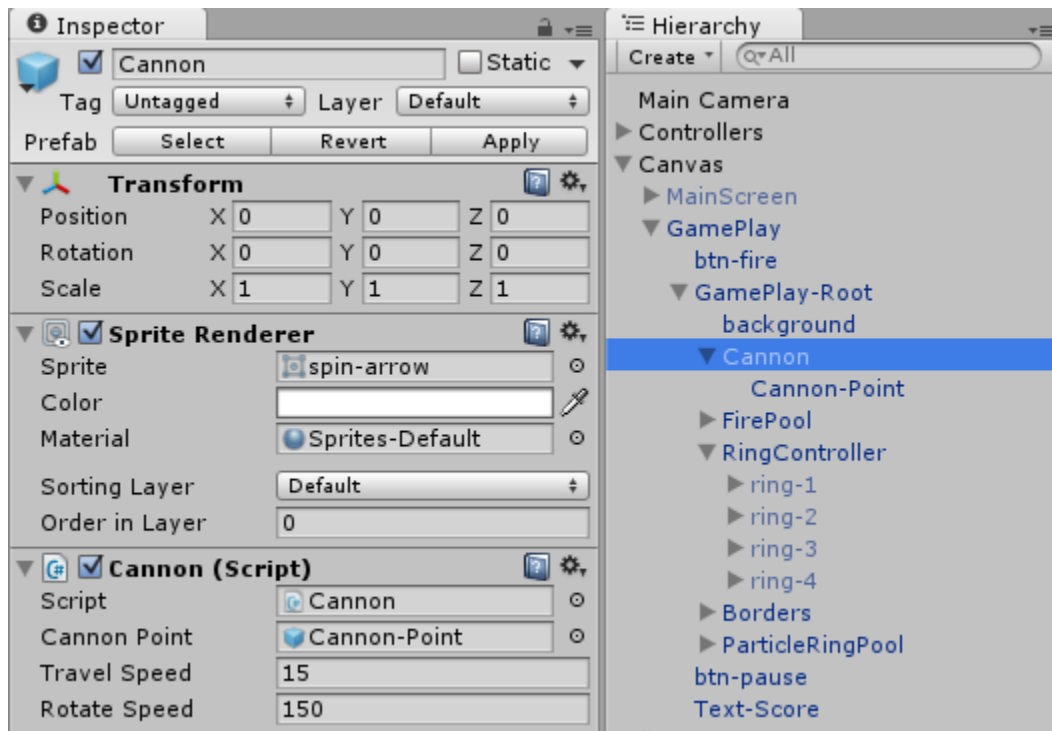 Inspector
Cannon Static
Tag Untagged Layer Default
Prefab Select Revert Apply
Transform
Position X 0 Y 0 Z 0
Rotation X 0 Y 0 Z 0
Scale X 1 Y 1 Z 1
Sprite Renderer
Sprite spin-arrow
Color
Material Sprites-Default
Sorting Layer Default
Order in Layer 0
Cannon (Script)
Script Cannon
Cannon Point Cannon-Point
Travel Speed 15
Rotate Speed 150
Hierarchy
Create All
Main Camera
Controllers
Canvas
MainScreen
GamePlay
btn-fire
GamePlay-Root
background
Cannon
Cannon-Point
FirePool
RingController
ring-1
ring-2
ring-3
ring-4
Borders
ParticleRingPool
btn-pause
Text-Score